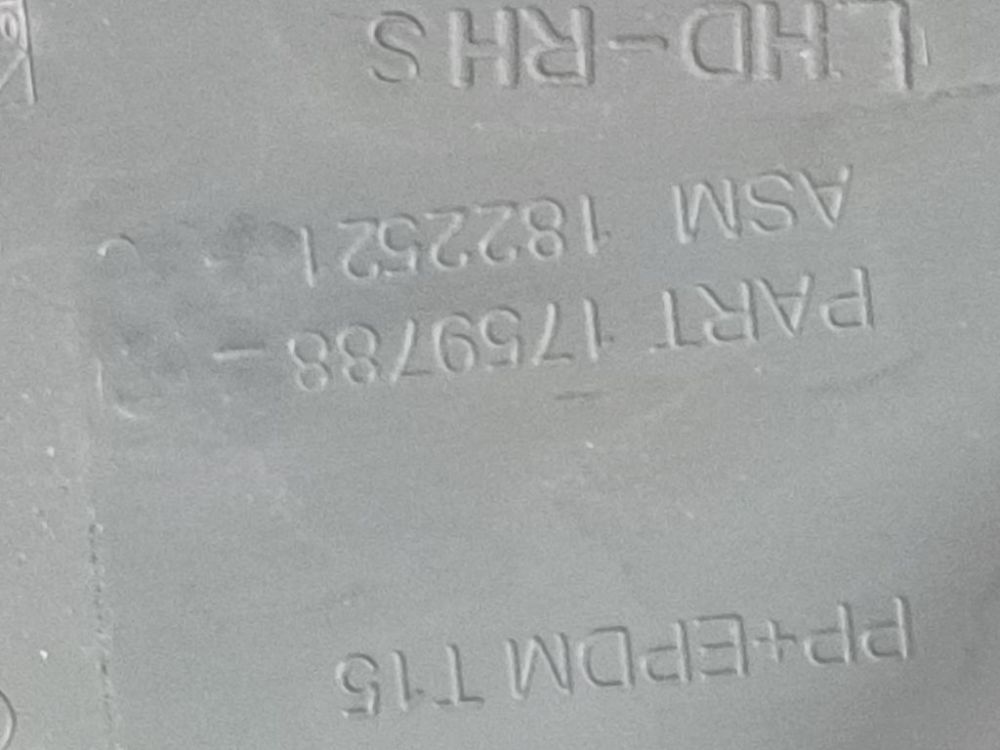 PP+EPDM T15
PART 1759788 -
ASM 1822521
LHD-RHS